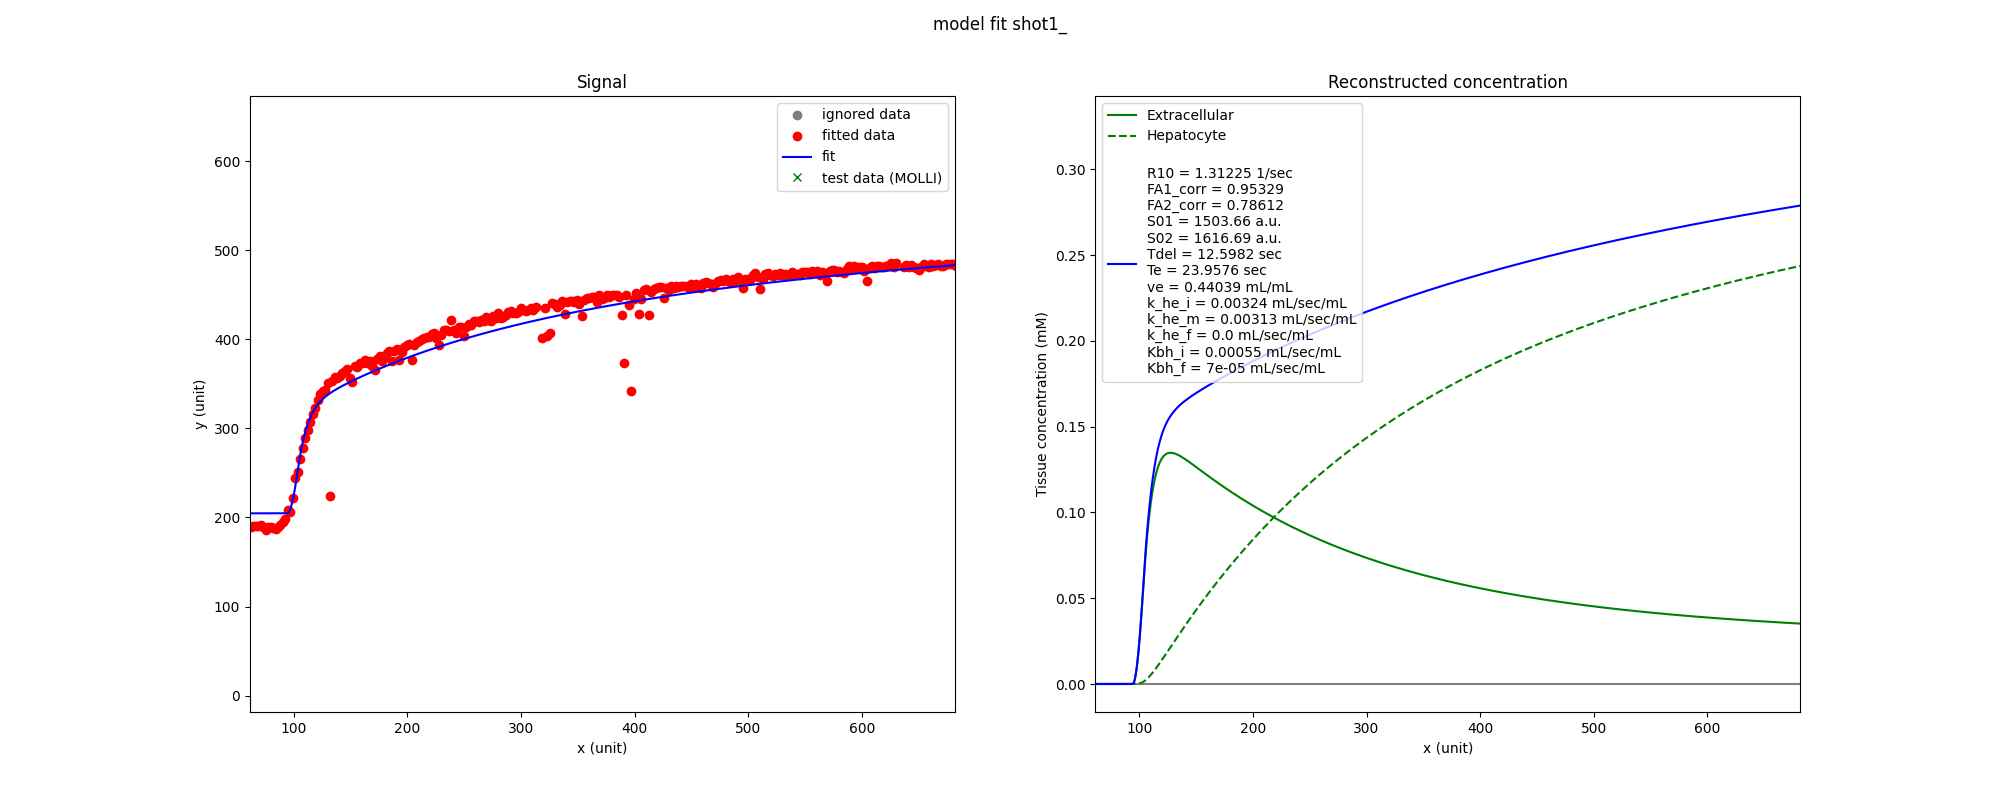 model fit shot1_
Signal
ignored data
fitted data
fit
test data (MOLLI)
600
500
400
300
200
100
0
y (unit)
100 200 300 400 500 600
x (unit)
Reconstructed concentration
Extracellular
Hepatocyte
R10 = 1.31225 1/sec
FA1_corr = 0.95329
FA2_corr = 0.78612
S01 = 1503.66 a.u.
S02 = 1616.69 a.u.
Tdel = 12.5982 sec
Te = 23.9576 sec
ve = 0.44039 mL/mL
k_he_i = 0.00324 mL/sec/mL
k_he_m = 0.00313 mL/sec/mL
k_he_f = 0.0 mL/sec/mL
Kbh_i = 0.00055 mL/sec/mL
Kbh_f = 7e-05 mL/sec/mL
0.30
0.25
0.20
0.15
0.10
0.05
0.00
Tissue concentration (mM)
100 200 300 400 500 600
x (unit)